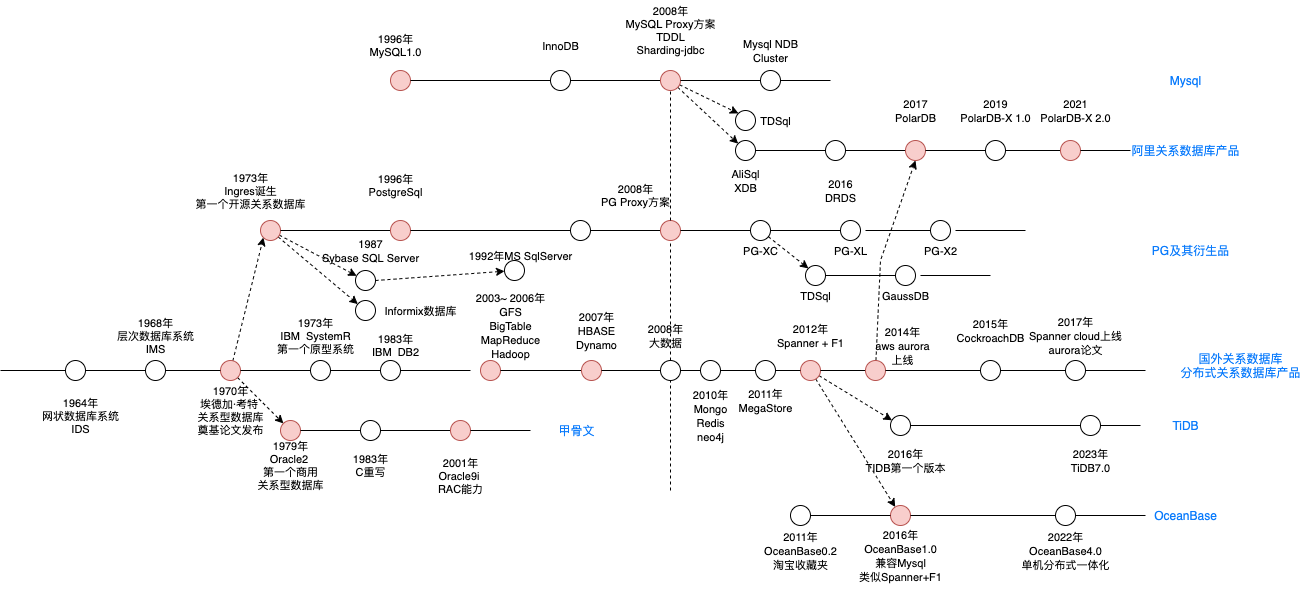 1996年
MySQL1.0
InnoDB
2008年
MySQL Proxy方案
TDDL
Sharding-jdbc
Mysql NDB
Cluster
Mysql
TDSql
2017
PolarDB
2019
PolarDB-X 1.0
2021
PolarDB-X 2.0
阿里关系数据库产品
AliSql
XDB
2016
DRDS
1973年
Ingres诞生
第一个开源关系数据库
1996年
PostgreSql
2008年
PG Proxy方案
PG-XC
PG-XL
PG-X2
PG及其衍生品
1987
Sybase SQL Server
1992年MS SqlServer
Informix数据库
TDSql
GaussDB
1964年
网状数据库系统
IDS
1968年
层次数据库系统
IMS
1970年
埃德加·考特
关系型数据库
奠基论文发布
1973年
IBM SystemR
第一个原型系统
1983年
IBM DB2
2003~ 2006年
GFS
BigTable
MapReduce
Hadoop
2007年
HBASE
Dynamo
2008年
大数据
2010年
Mongo
Redis
neo4j
2011年
MegaStore
2012年
Spanner + F1
2014年
aws aurora
上线
2015年
CockroachDB
2017年
Spanner cloud上线
aurora论文
国外关系数据库
分布式关系数据库产品
1979年
Oracle2
第一个商用
关系型数据库
1983年
C重写
2001年
Oracle9i
RAC能力
甲骨文
2016年
TIDB第一个版本
2023年
TiDB7.0
TiDB
2011年
OceanBase0.2
淘宝收藏夹
2016年
OceanBase1.0
兼容Mysql
类似Spanner+F1
2022年
OceanBase4.0
单机分布式一体化
OceanBase